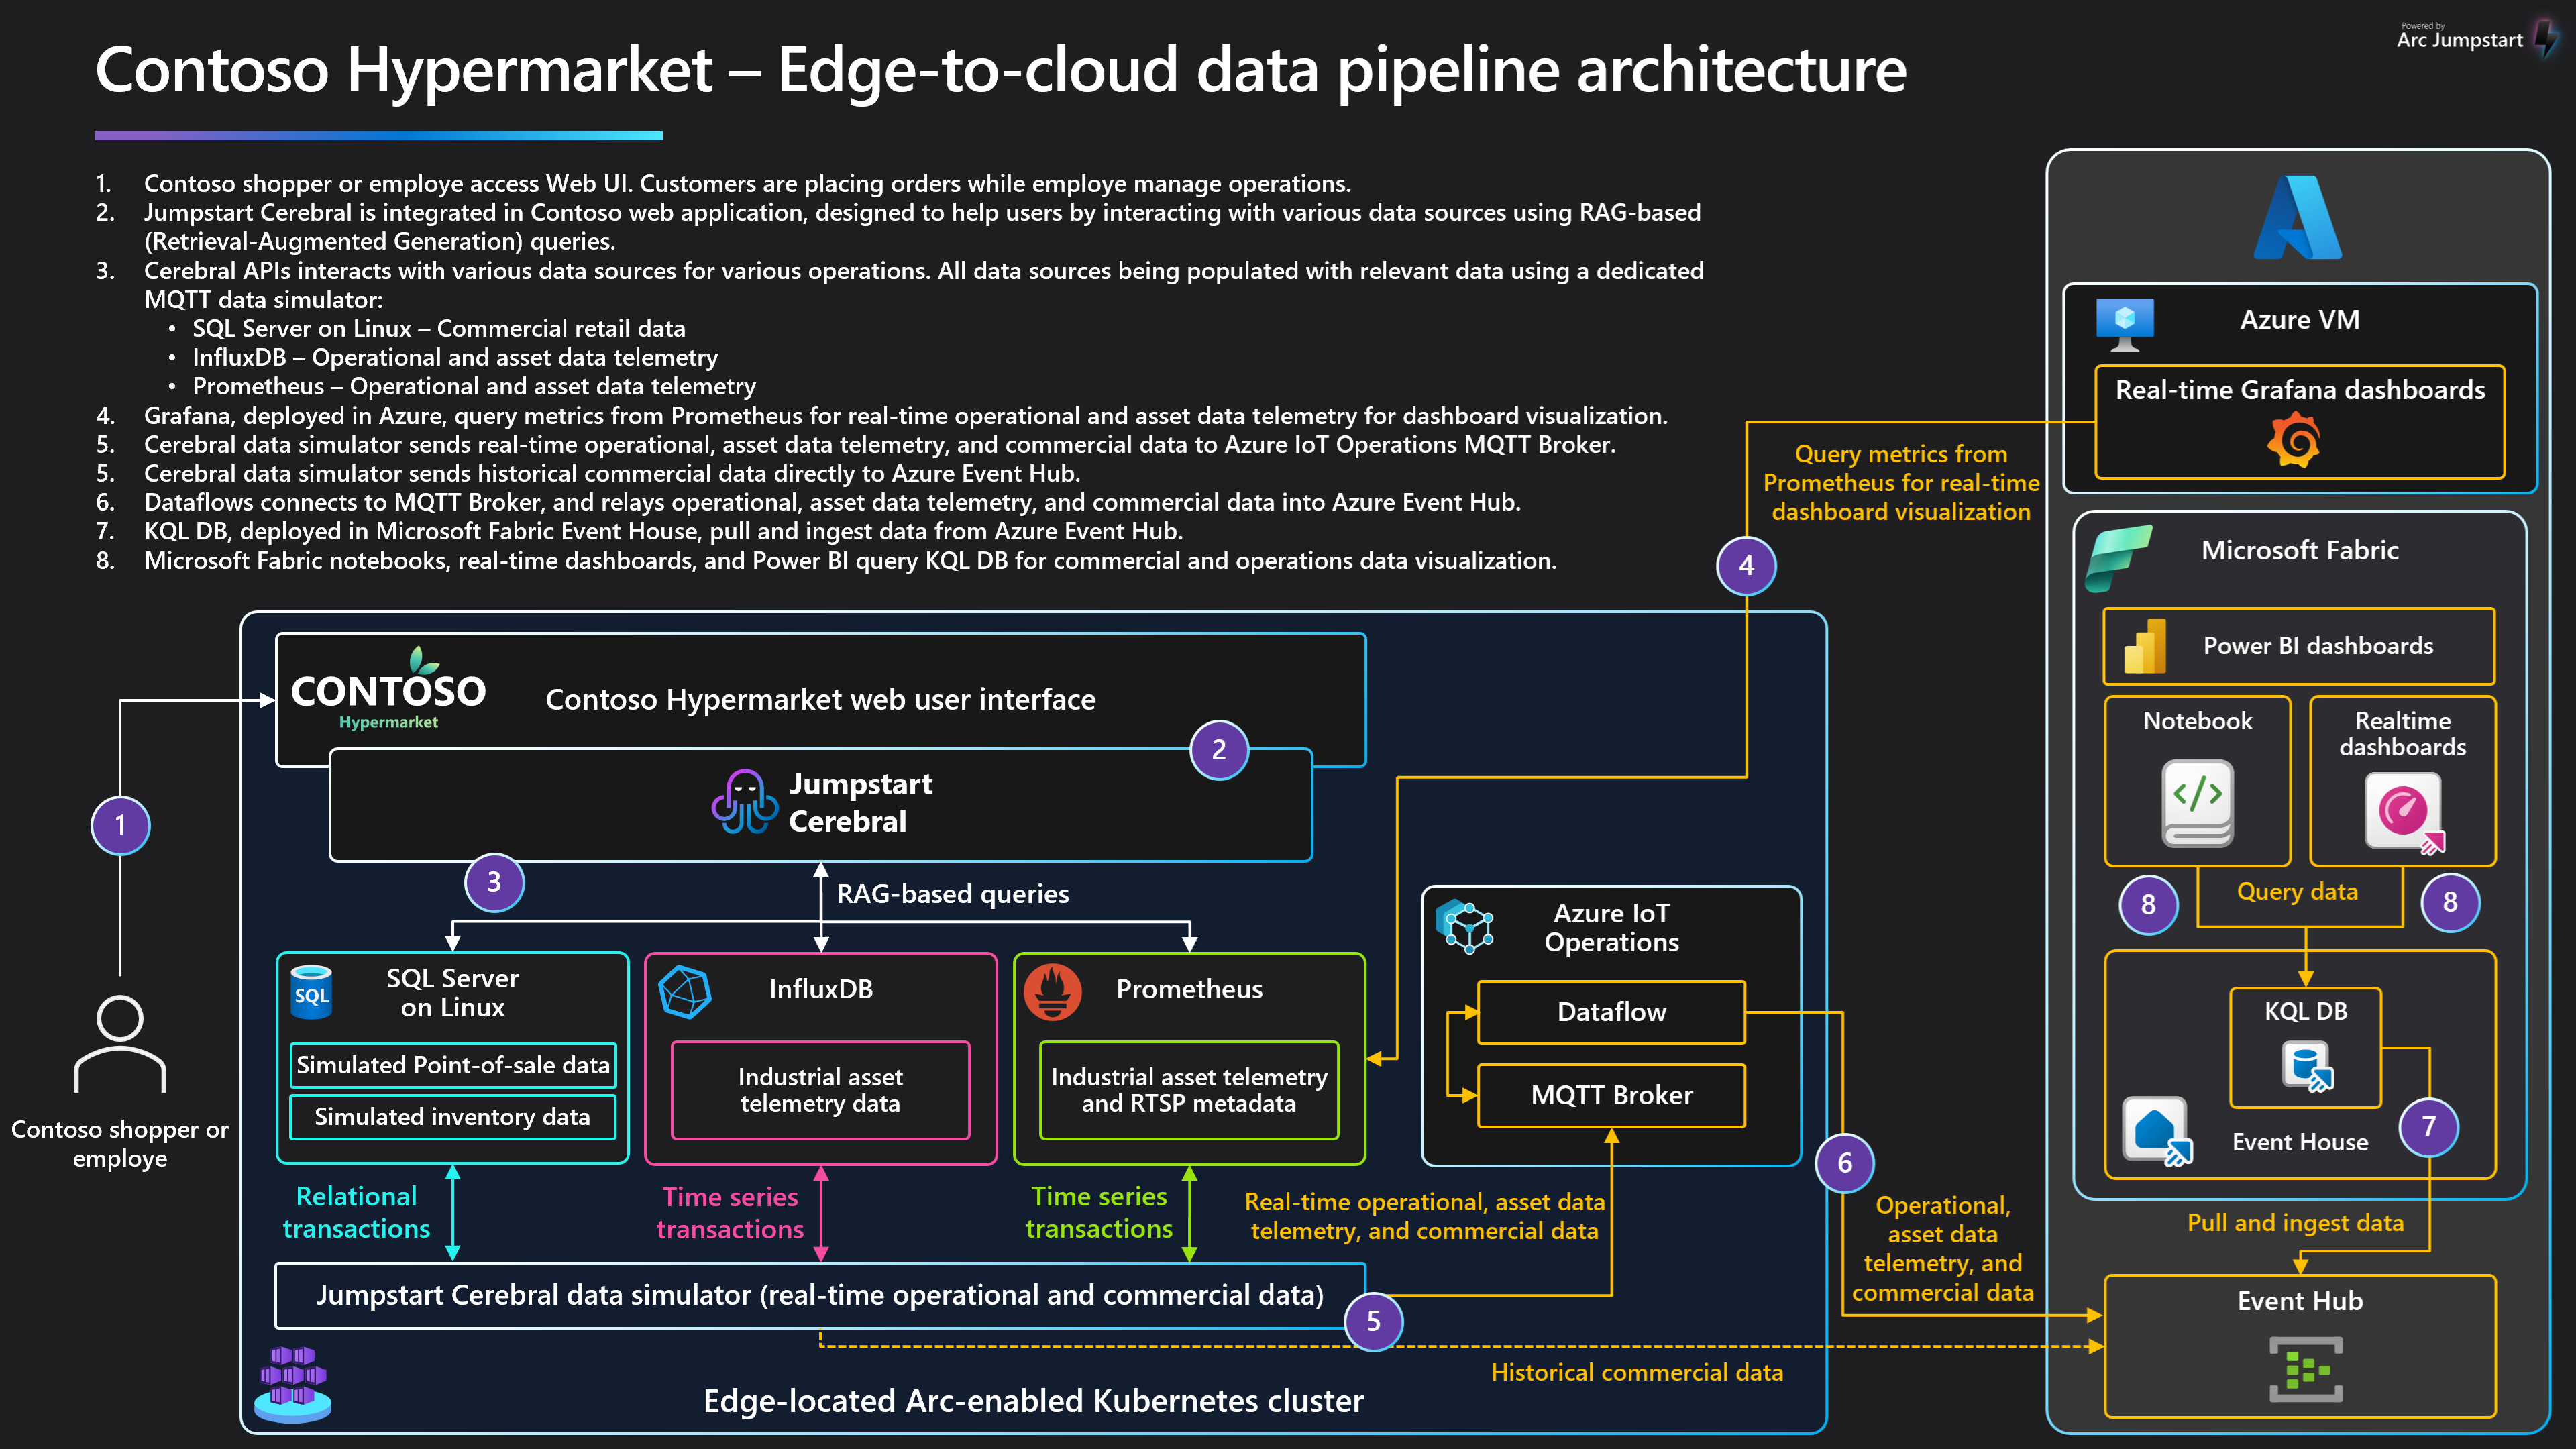 Powered by
Arc Jumpstart
Contoso Hypermarket – Edge-to-cloud data pipeline architecture
1. Contoso shopper or employe access Web UI. Customers are placing orders while employe manage operations.
2. Jumpstart Cerebral is integrated in Contoso web application, designed to help users by interacting with various data sources using RAG-based
(Retrieval-Augmented Generation) queries.
3. Cerebral APIs interacts with various data sources for various operations. All data sources being populated with relevant data using a dedicated
MQTT data simulator:
• SQL Server on Linux – Commercial retail data
• InfluxDB – Operational and asset data telemetry
• Prometheus – Operational and asset data telemetry
4. Grafana, deployed in Azure, query metrics from Prometheus for real-time operational and asset data telemetry for dashboard visualization.
5. Cerebral data simulator sends real-time operational, asset data telemetry, and commercial data to Azure IoT Operations MQTT Broker.
5. Cerebral data simulator sends historical commercial data directly to Azure Event Hub.
6. Dataflows connects to MQTT Broker, and relays operational, asset data telemetry, and commercial data into Azure Event Hub.
7. KQL DB, deployed in Microsoft Fabric Event House, pull and ingest data from Azure Event Hub.
8. Microsoft Fabric notebooks, real-time dashboards, and Power BI query KQL DB for commercial and operations data visualization.
1
Contoso shopper or
employe
CONTOSO
Hypermarket
Contoso Hypermarket web user interface
2
Jumpstart
Cerebral
3
RAG-based queries
SQL
SQL Server
on Linux
Simulated Point-of-sale data
Simulated inventory data
InfluxDB
Industrial asset
telemetry data
Prometheus
Industrial asset telemetry
and RTSP metadata
Relational
transactions
Time series
transactions
Time series
transactions
Jumpstart Cerebral data simulator (real-time operational and commercial data)
5
Real-time operational, asset data
telemetry, and commercial data
Historical commercial data
Edge-located Arc-enabled Kubernetes cluster
Azure IoT
Operations
Dataflow
MQTT Broker
4
Query metrics from
Prometheus for real-time
dashboard visualization
6
Operational,
asset data
telemetry, and
commercial data
Azure VM
Real-time Grafana dashboards
Microsoft Fabric
Power BI dashboards
Notebook
</>
Realtime
dashboards
8
Query data
8
KQL DB
Event House
7
Pull and ingest data
Event Hub